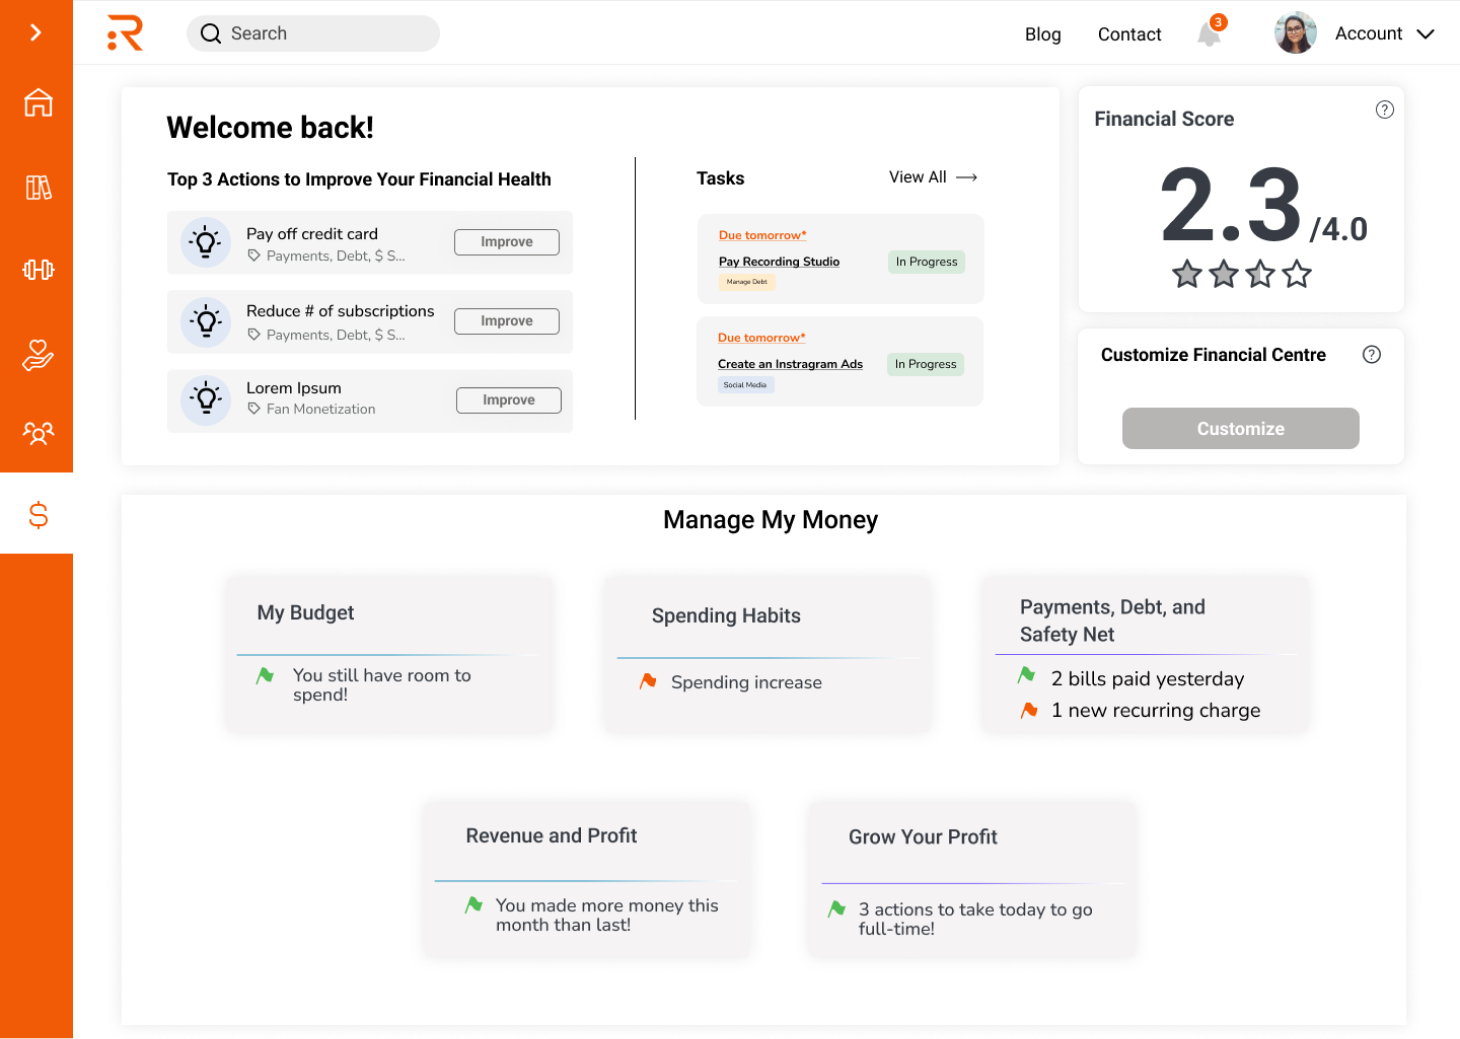 Search
Blog
Contact
3
Account
Welcome back!
Top 3 Actions to Improve Your Financial Health
Pay off credit card
Payments, Debt, $ S...
Improve
Reduce # of subscriptions
Payments, Debt, $ S...
Improve
Lorem Ipsum
Fan Monetization
Improve
Tasks
View All
Due tomorrow*
Pay Recording Studio
Manage Debt
In Progress
Due tomorrow*
Create an Instragram Ads
Social Media
In Progress
Financial Score
?
2.3/4.0
Customize Financial Centre
?
Customize
$
Manage My Money
My Budget
You still have room to
spend!
Spending Habits
Spending increase
Payments, Debt, and
Safety Net
2 bills paid yesterday
1 new recurring charge
Revenue and Profit
You made more money this
month than last!
Grow Your Profit
3 actions to take today to go
full-time!